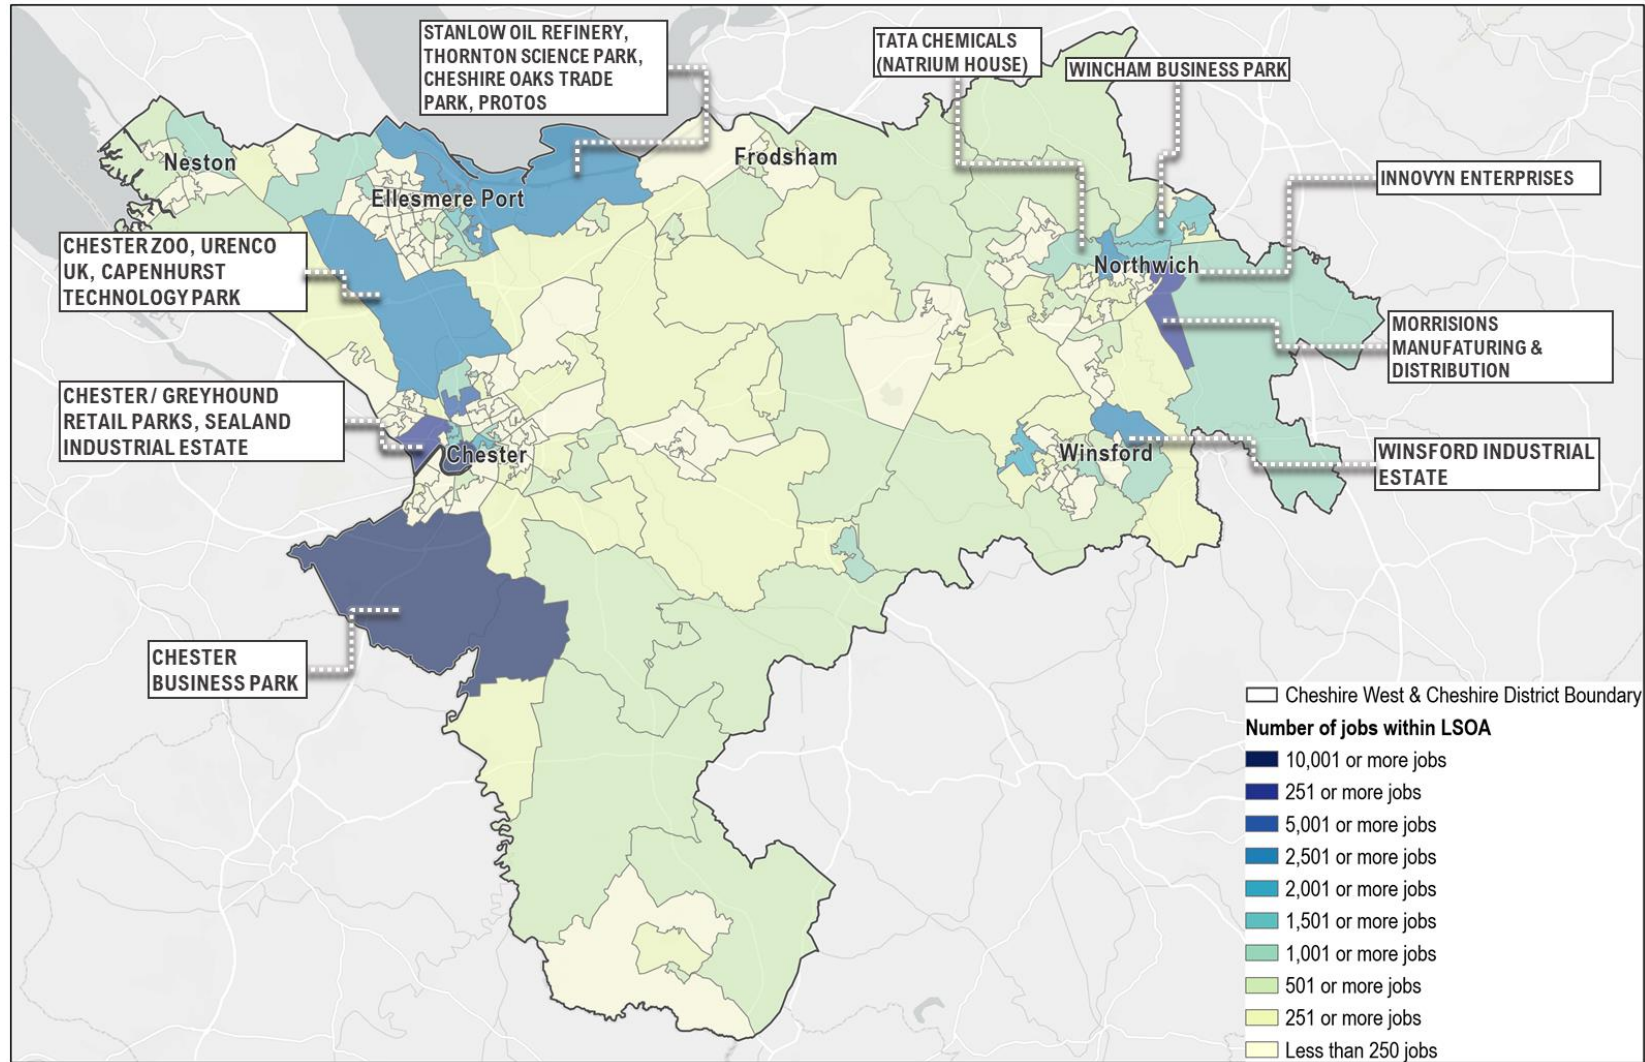 STANLOW OIL REFINERY,
THORNTON SCIENCE PARK,
CHESHIRE OAKS TRADE
PARK, PROTOS
TATA CHEMICALS
(NATRIUM HOUSE)
WINCHAM BUSINESS PARK
Neston
Ellesmere Port
Frodsham
INNOVYN ENTERPRISES
CHESTER ZOO, URENCO
UK, CAPENHURST
TECHNOLOGY PARK
Northwich
MORRISIONS
MANUFATURING &
DISTRIBUTION
CHESTER / GREYHOUND
RETAIL PARKS, SEALAND
INDUSTRIAL ESTATE
Chester
Winsford
WINSFORD INDUSTRIAL
ESTATE
CHESTER
BUSINESS PARK
Cheshire West & Cheshire District Boundary
Number of jobs within LSOA
10,001 or more jobs
251 or more jobs
5,001 or more jobs
2,501 or more jobs
2,001 or more jobs
1,501 or more jobs
1,001 or more jobs
501 or more jobs
251 or more jobs
Less than 250 jobs